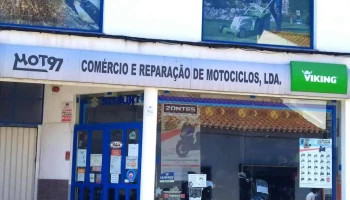 MOT97
COMÉRCIO E REPARAÇÃO DE MOTOCICLOS, LDA.
VIKING
ZONTES